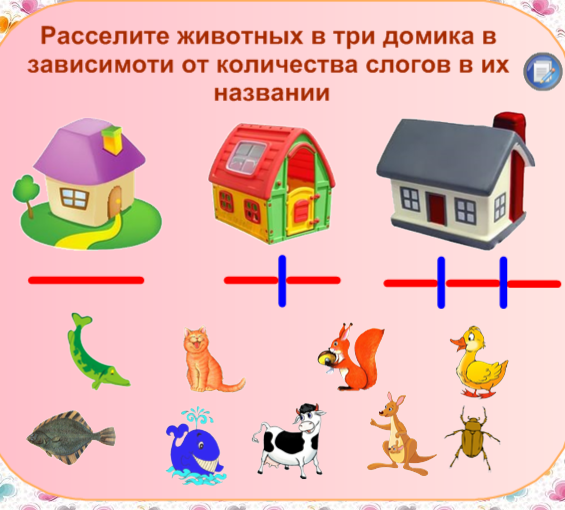 Расселите животных в три домика в
зависимоти от количества слогов в их
названии